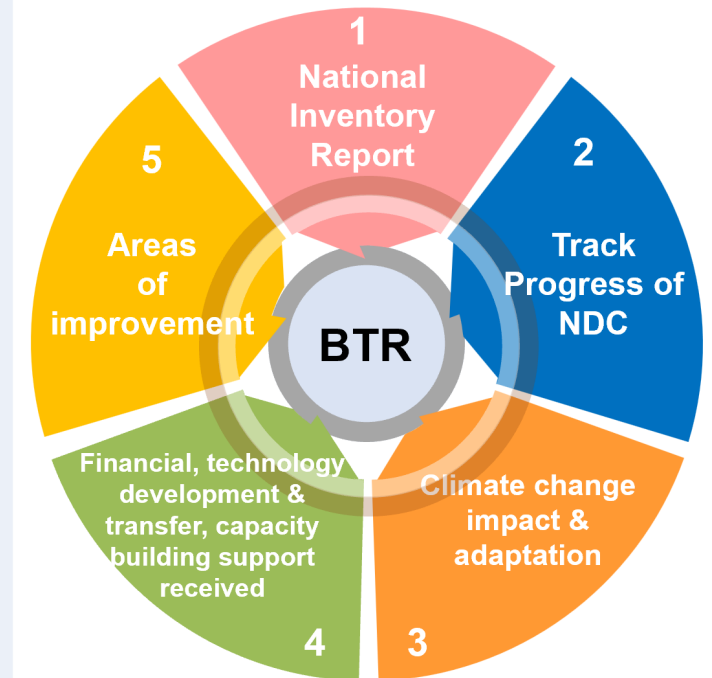 1
National
Inventory
Report
2
Track
Progress of
NDC
3
Climate change
impact &
adaptation
4
Financial, technology
development &
transfer, capacity
building support
received
5
Areas
of
improvement
BTR